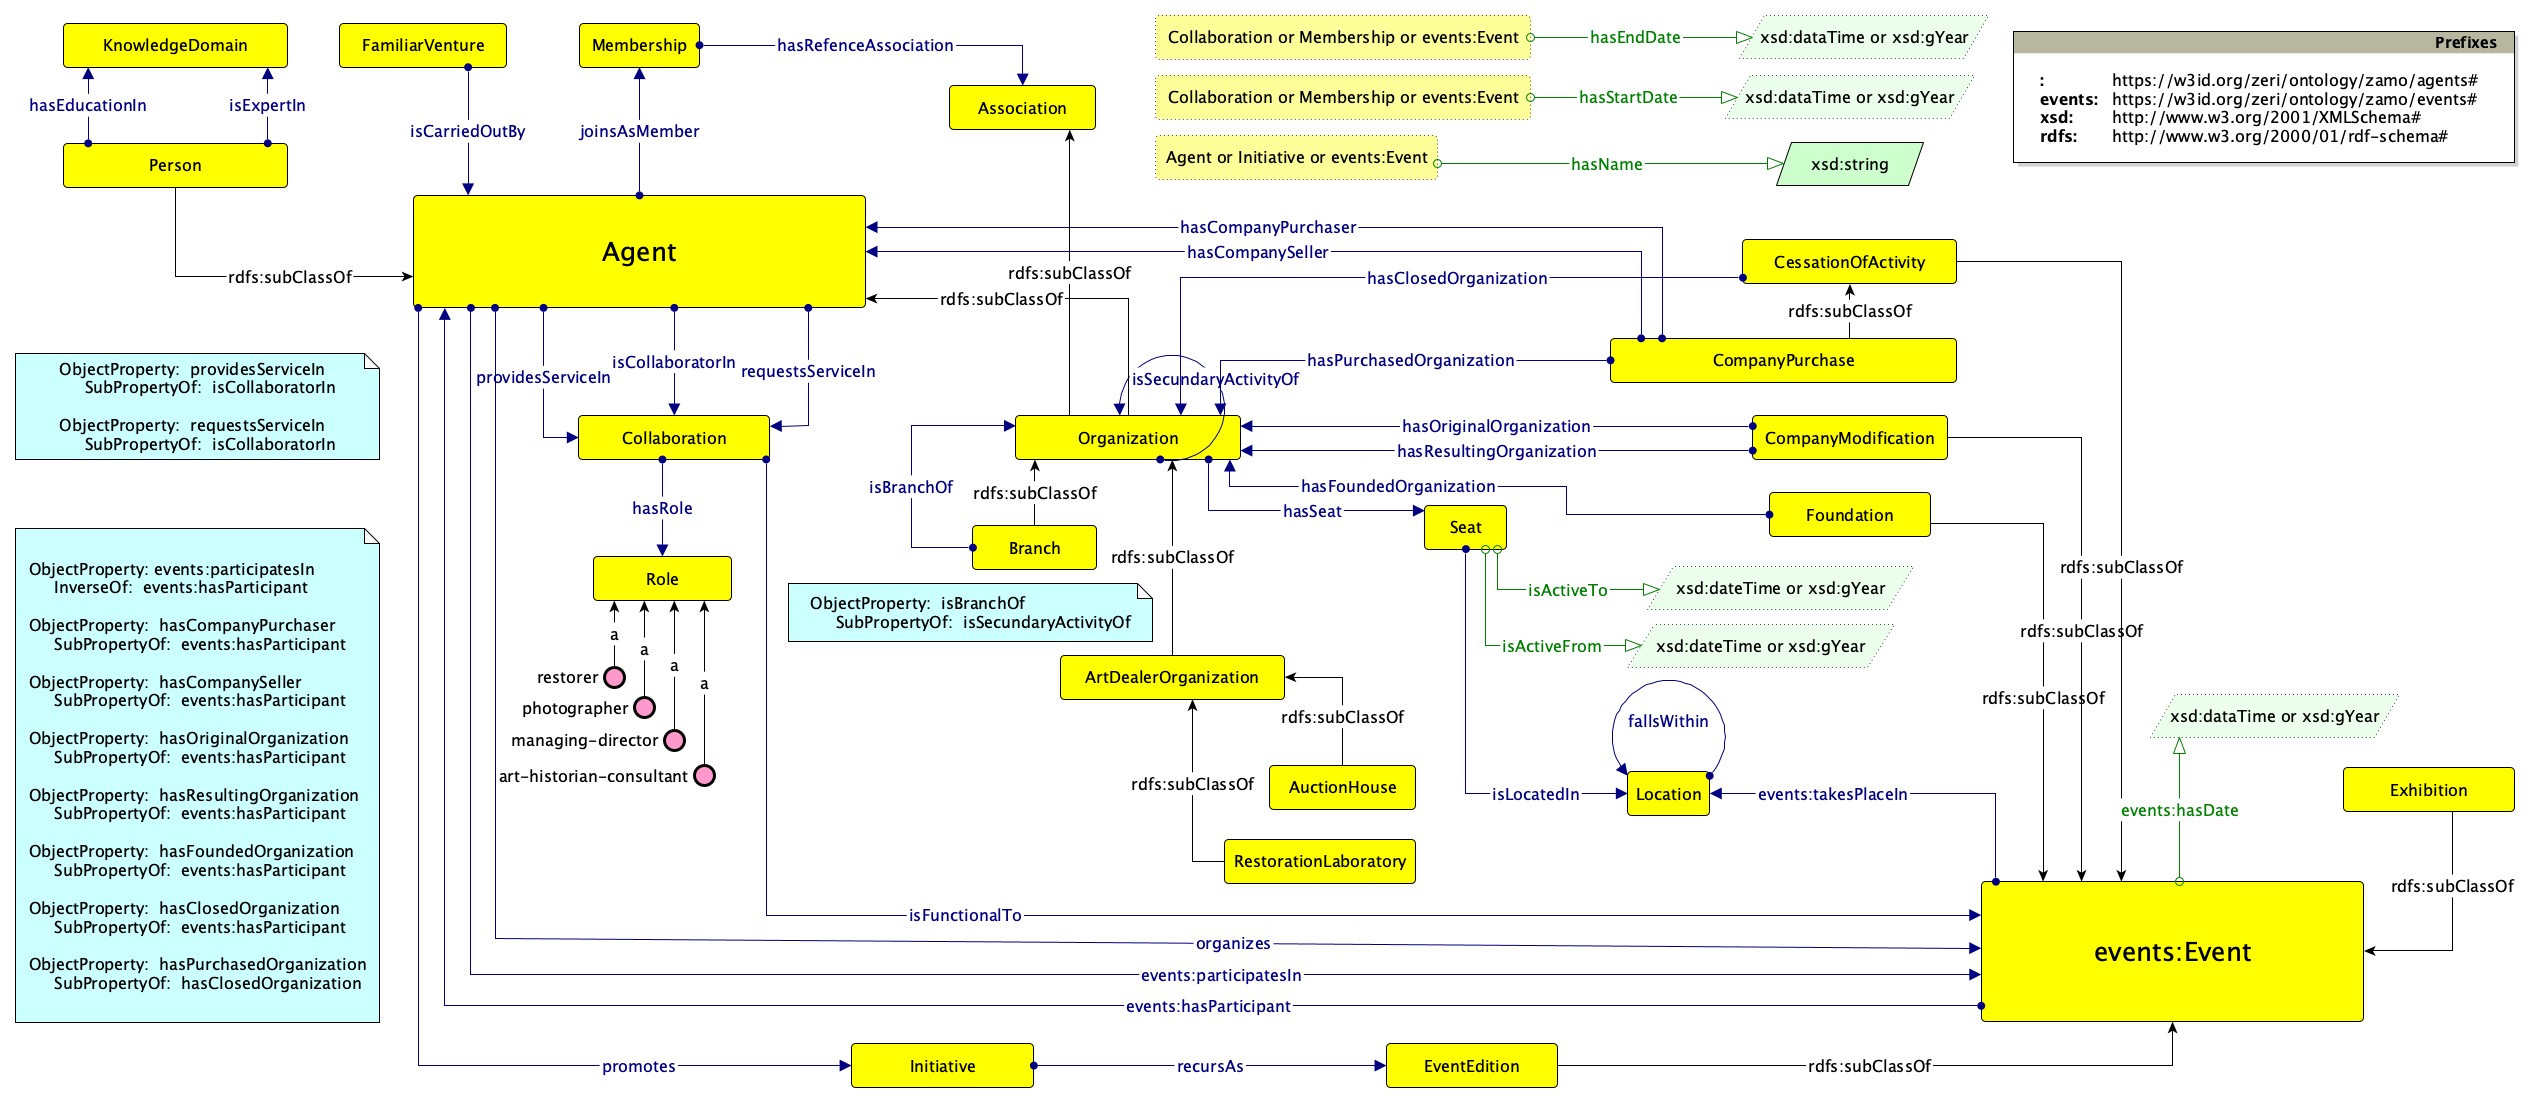 KnowledgeDomain
FamiliarVenture
Membership
hasRefenceAssociation
Association
hasEducationIn
isExpertIn
isCarriedOutBy
joinsAsMember
Person
rdfs:subClassOf
Agent
Collaboration or Membership or events:Event
hasEndDate
xsd:dataTime or xsd:gYear
Collaboration or Membership or events:Event
hasStartDate
xsd:dataTime or xsd:gYear
Agent or Initiative or events:Event
hasName
xsd:string
Prefixes
: https://w3id.org/zeri/ontology/zamo/agents#
events: https://w3id.org/zeri/ontology/zamo/events#
xsd: http://www.w3.org/2001/XMLSchema#
rdfs: http://www.w3.org/2000/01/rdf-schema#
hasCompanyPurchaser
hasCompanySeller
rdfs:subClassOf
rdfs:subClassOf
hasClosedOrganization
CessationOfActivity
rdfs:subClassOf
hasPurchasedOrganization
CompanyPurchase
isSecundaryActivityOf
ObjectProperty: providesServiceIn
SubPropertyOf: isCollaboratorIn
ObjectProperty: requestsServiceIn
SubPropertyOf: isCollaboratorIn
providesServiceIn
isCollaboratorIn
requestsServiceIn
Collaboration
Organization
hasOriginalOrganization
hasResultingOrganization
CompanyModification
isBranchOf
rdfs:subClassOf
hasFoundedOrganization
hasSeat
Seat
Foundation
hasRole
Role
Branch
rdfs:subClassOf
rdfs:subClassOf
rdfs:subClassOf
rdfs:subClassOf
ObjectProperty: isBranchOf
SubPropertyOf: isSecundaryActivityOf
isActiveTo
xsd:dateTime or xsd:gYear
isActiveFrom
xsd:dateTime or xsd:gYear
a
a
a
a
restorer
photographer
managing-director
art-historian-consultant
ArtDealerOrganization
rdfs:subClassOf
rdfs:subClassOf
AuctionHouse
RestorationLaboratory
fallsWithin
isLocatedIn
Location
events:takesPlaceIn
xsd:dataTime or xsd:gYear
events:hasDate
Exhibition
rdfs:subClassOf
ObjectProperty: events:participatesIn
InverseOf: events:hasParticipant
ObjectProperty: hasCompanyPurchaser
SubPropertyOf: events:hasParticipant
ObjectProperty: hasCompanySeller
SubPropertyOf: events:hasParticipant
ObjectProperty: hasOriginalOrganization
SubPropertyOf: events:hasParticipant
ObjectProperty: hasResultingOrganization
SubPropertyOf: events:hasParticipant
ObjectProperty: hasFoundedOrganization
SubPropertyOf: events:hasParticipant
ObjectProperty: hasClosedOrganization
SubPropertyOf: events:hasParticipant
ObjectProperty: hasPurchasedOrganization
SubPropertyOf: hasClosedOrganization
isFunctionalTo
organizes
events:participatesIn
events:hasParticipant
events:Event
promotes
Initiative
recursAs
EventEdition
rdfs:subClassOf